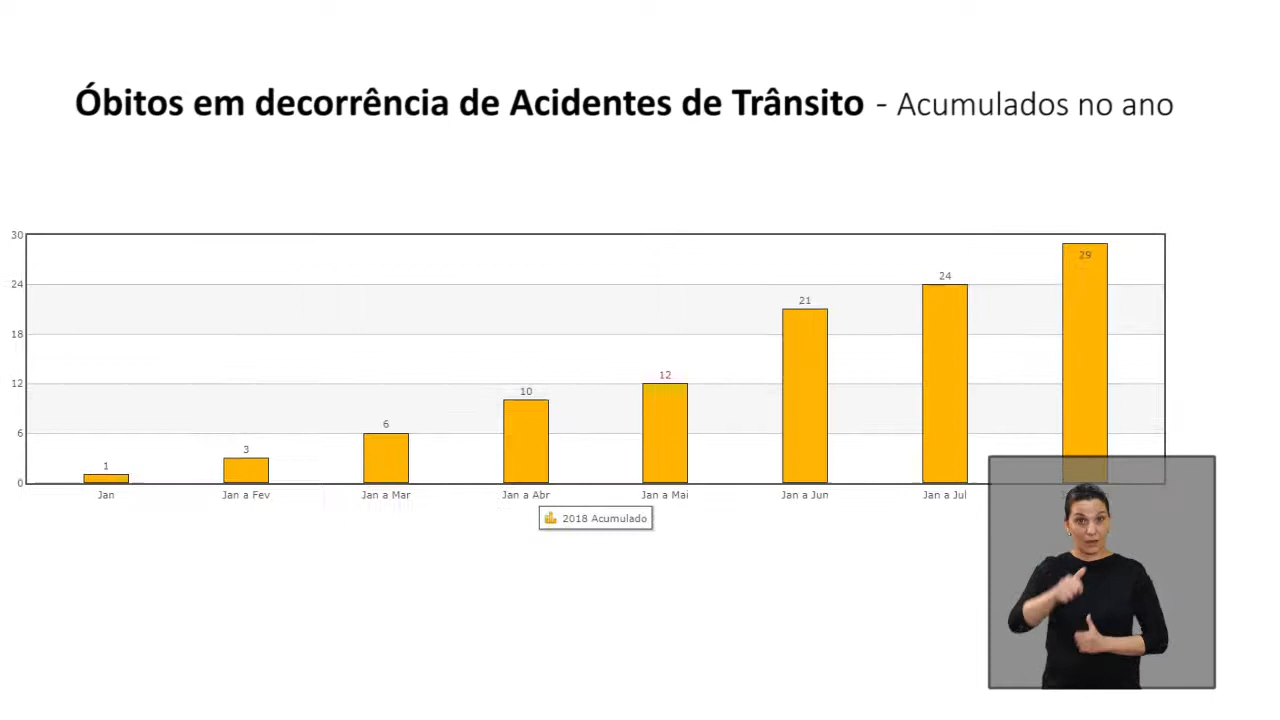 Óbitos em decorrência de Acidentes de Trânsito - Acumulados no ano
30
24
18
12
6
0
1
3
6
10
12
21
24
29
Jan
Jan a Fev
Jan a Mar
Jan a Abr
Jan a Mai
Jan a Jun
Jan a Jul
2018 Acumulado